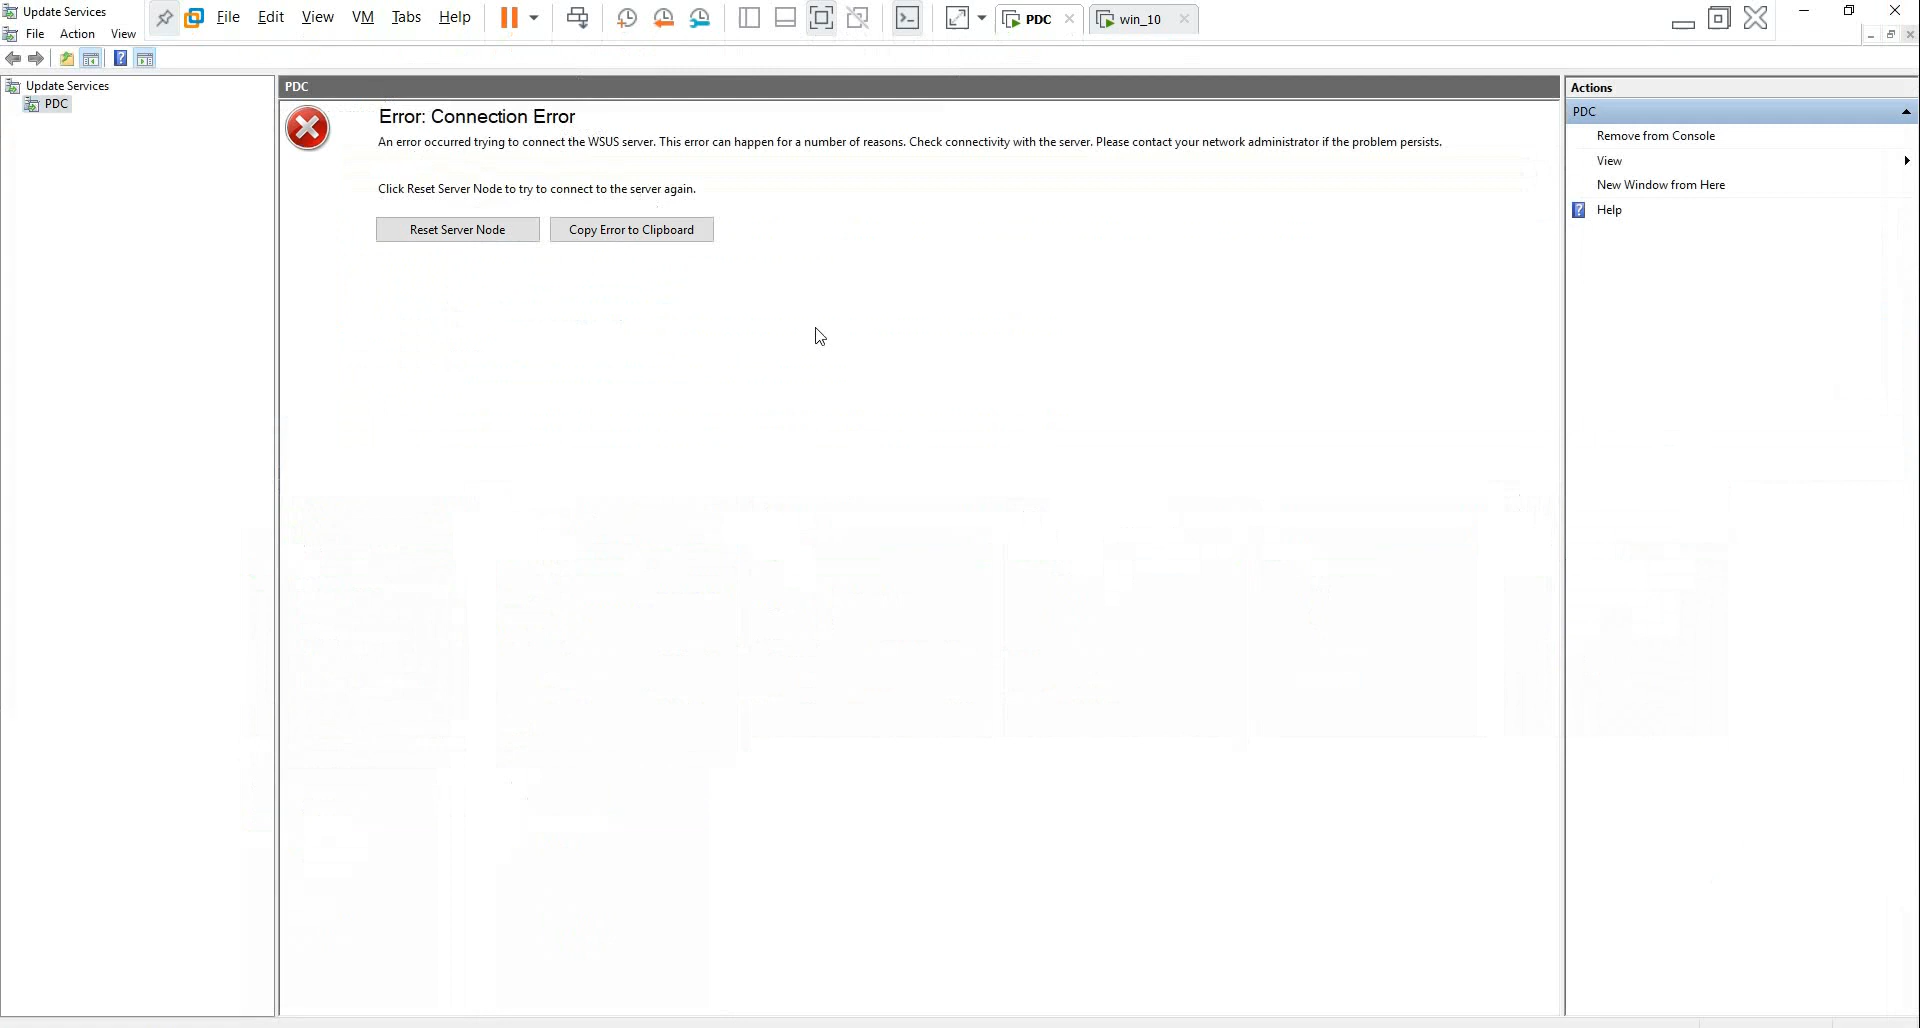 Update Services
File Edit View VM Tabs Help
PDC
win_10
File Action View
Update Services
PDC
PDC
Error: Connection Error
An error occurred trying to connect the WSUS server. This error can happen for a number of reasons. Check connectivity with the server. Please contact your network administrator if the problem persists.
Click Reset Server Node to try to connect to the server again.
Reset Server Node
Copy Error to Clipboard
Actions
PDC
Remove from Console
View
New Window from Here
Help